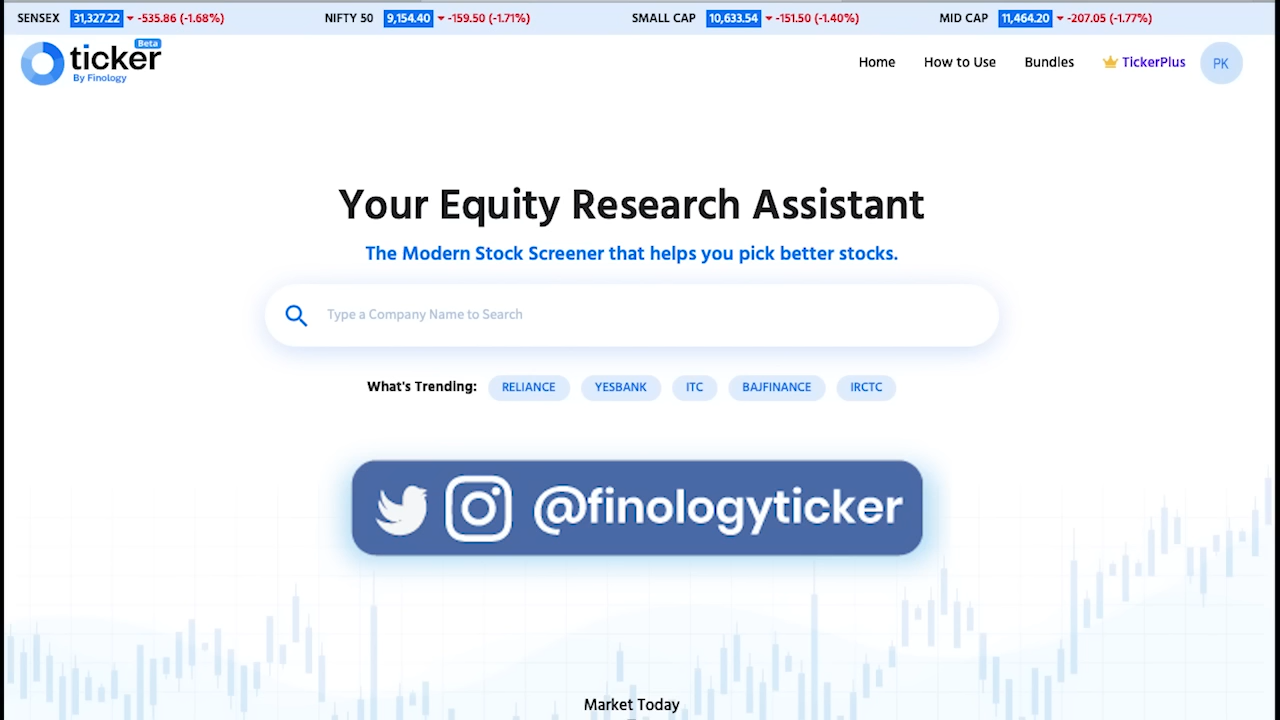 SENSEX 31,327.22 -535.86 (-1.68%) NIFTY 50 9,154.40 -159.50 (-1.71%) SMALL CAP 10,633.54 -151.50 (-1.40%) MID CAP 11,464.20 -207.05 (-1.77%)
Beta
ticker
By Finology
Home How to Use Bundles TickerPlus PK
Your Equity Research Assistant
The Modern Stock Screener that helps you pick better stocks.
Type a Company Name to Search
What's Trending: RELIANCE YESBANK ITC BAJFINANCE IRCTC
@finologyticker
Market Today